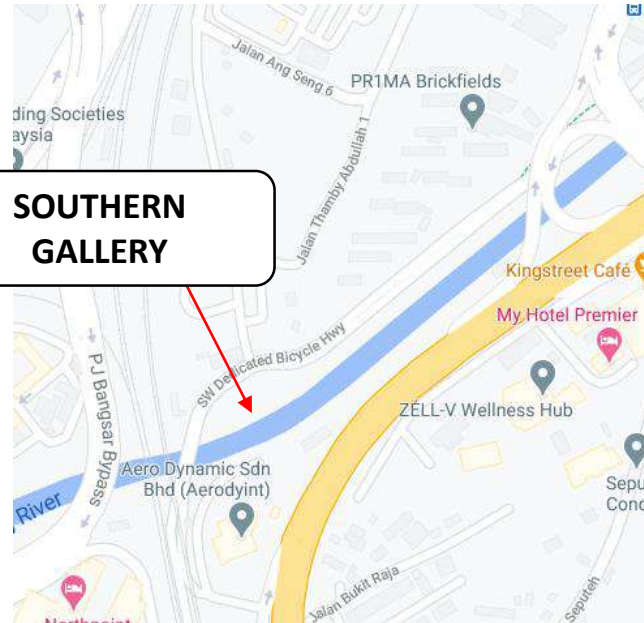 Jalan Ang Seng 6
PR1MA Brickfields
ding Societies
aysia
Jalan Thamby Abdullah 1
SOUTHERN
GALLERY
Kingstreet Café
My Hotel Premier
SW Dedicated Bicycle Hwy
PJ Bangsar Bypass
ZÉLL-V Wellness Hub
Aero Dynamic Sdn
Bhd (Aerodyint)
Sepu
Cond
River
Jalan Bukit Raja
Seputeh
Northpoint